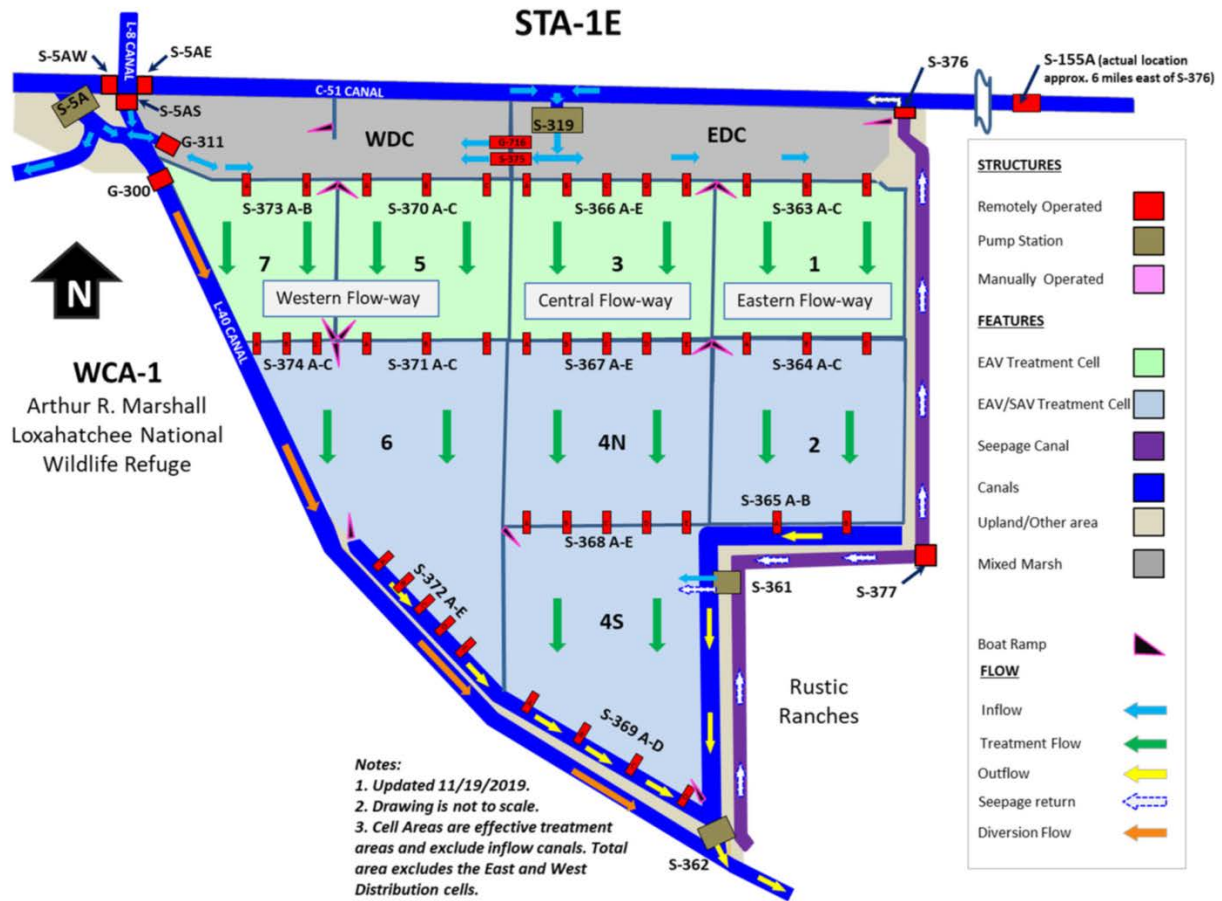 STA-1E
L-8 CANAL
S-5AW
S-5AE
S-376
S-155A (actual location
approx. 6 miles east of S-376)
C-51 CANAL
S-5A
S-5AS
S-319
G-311
WDC
G-716
S-375
EDC
G-300
S-373 A-B
S-370 A-C
S-366 A-E
S-363 A-C
7
5
3
1
Western Flow-way
Central Flow-way
Eastern Flow-way
N
L-40 CANAL
S-374 A-C
S-371 A-C
S-367 A-E
S-364 A-C
WCA-1
Arthur R. Marshall
Loxahatchee National
Wildlife Refuge
6
4N
2
S-365 A-B
S-368 A-E
S-372 A-E
S-361
S-377
4S
Rustic
Ranches
S-369 A-D
S-362
Notes:
1. Updated 11/19/2019.
2. Drawing is not to scale.
3. Cell Areas are effective treatment
areas and exclude inflow canals. Total
area excludes the East and West
Distribution cells.
STRUCTURES
Remotely Operated
Pump Station
Manually Operated
FEATURES
EAV Treatment Cell
EAV/SAV Treatment Cell
Seepage Canal
Canals
Upland/Other area
Mixed Marsh
Boat Ramp
FLOW
Inflow
Treatment Flow
Outflow
Seepage return
Diversion Flow